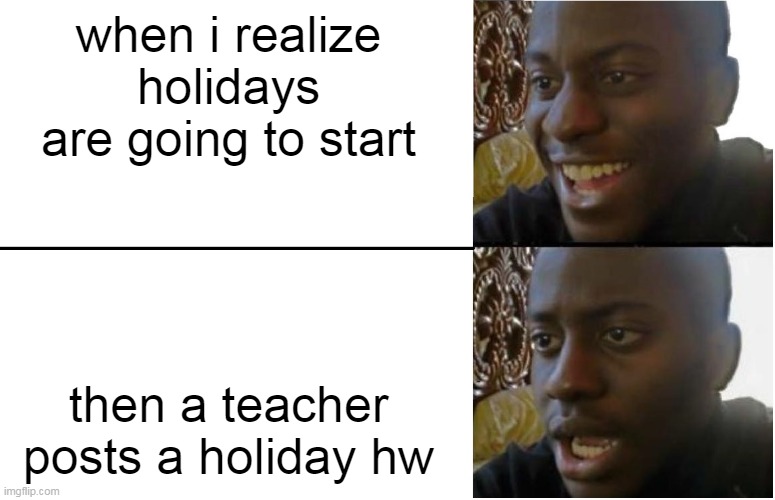 when i realize
holidays
are going to start
then a teacher
posts a holiday hw
imgflip.com